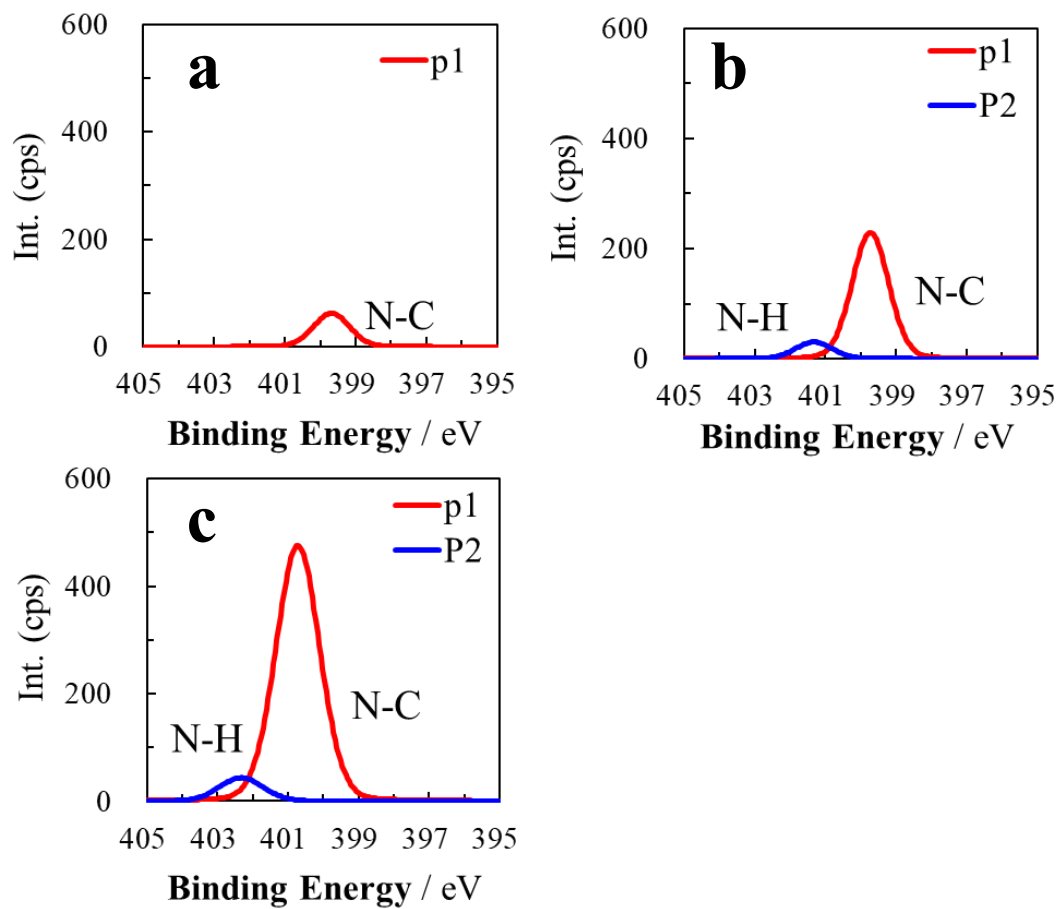 600
a
p1
400
Int. (cps)
200
N-C
0
405 403 401 399 397 395
Binding Energy / eV
600
b
p1
P2
400
Int. (cps)
200
N-H
N-C
0
405 403 401 399 397 395
Binding Energy / eV
600
c
p1
P2
400
Int. (cps)
200
N-H
N-C
0
405 403 401 399 397 395
Binding Energy / eV